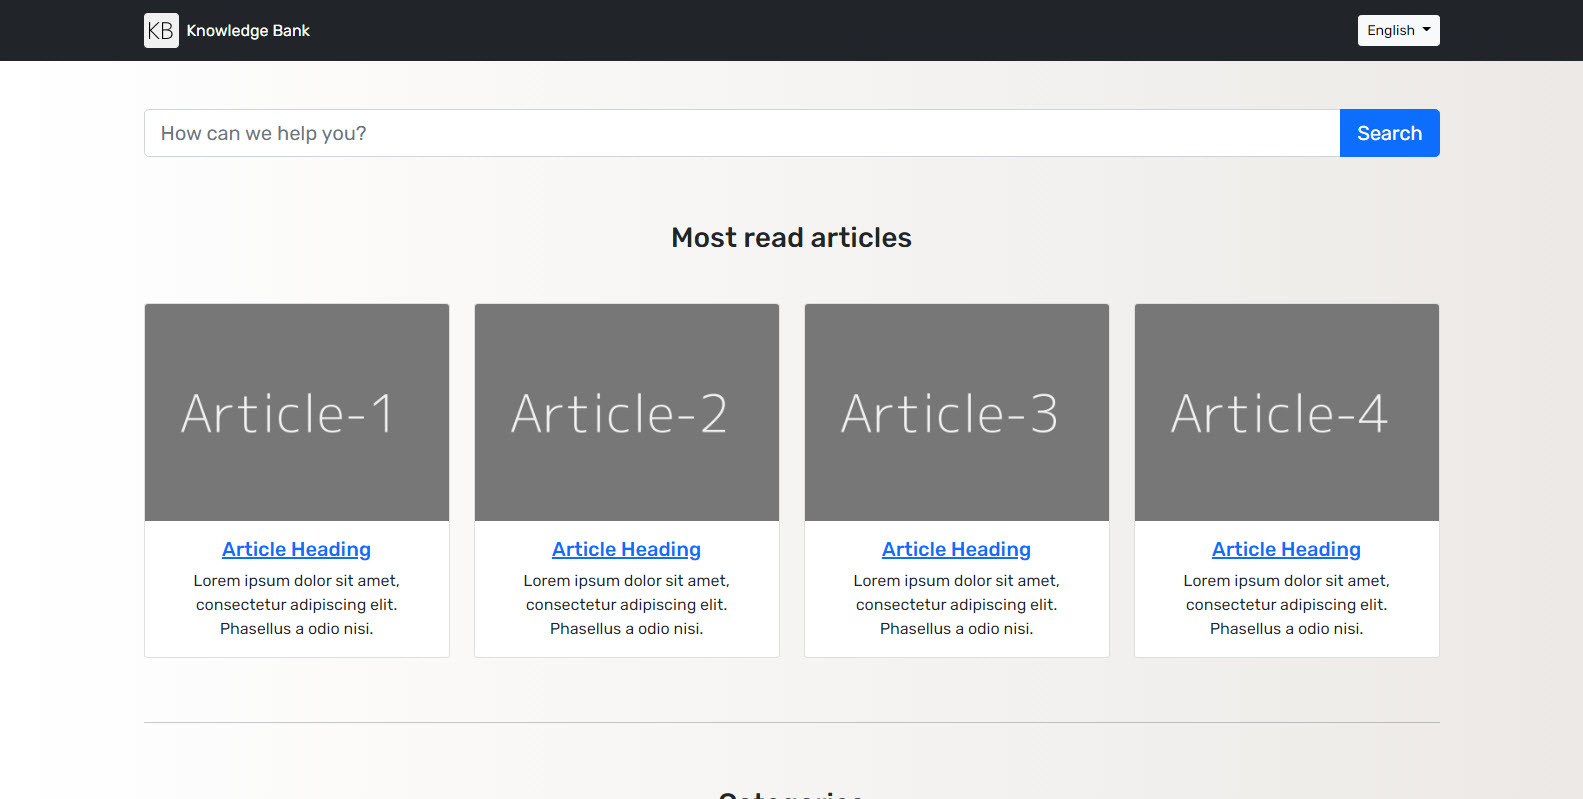 KB Knowledge Bank English
How can we help you? Search
Most read articles
Article-1 Article-2 Article-3 Article-4
Article Heading Article Heading Article Heading Article Heading
Lorem ipsum dolor sit amet, Lorem ipsum dolor sit amet, Lorem ipsum dolor sit amet, Lorem ipsum dolor sit amet,
consectetur adipiscing elit. consectetur adipiscing elit. consectetur adipiscing elit. consectetur adipiscing elit.
Phasellus a odio nisi. Phasellus a odio nisi. Phasellus a odio nisi. Phasellus a odio nisi.
Categories